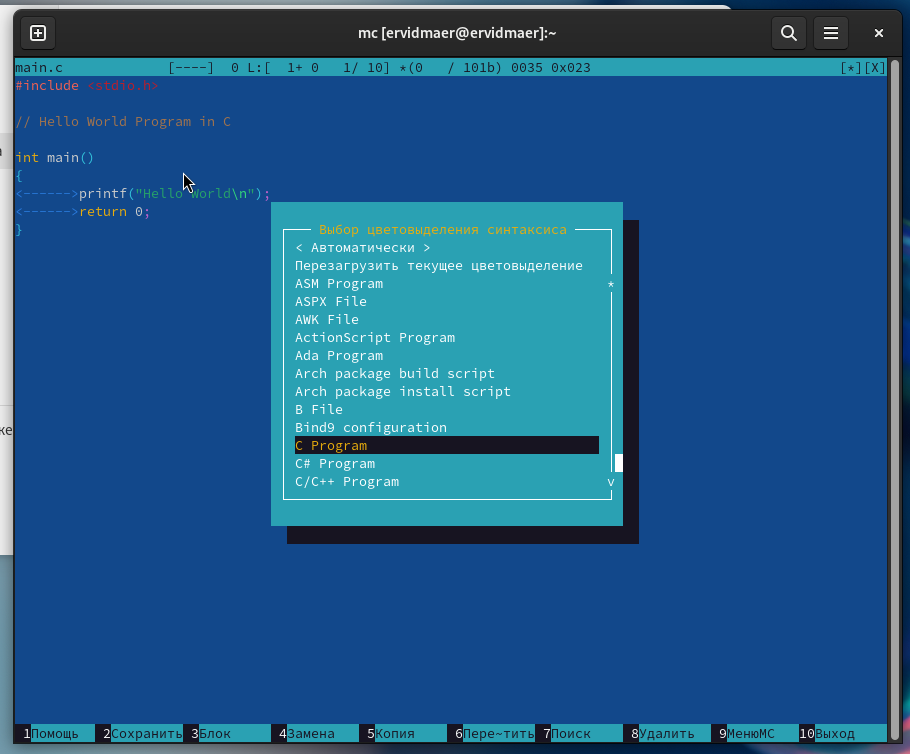 mc [ervidmaer@ervidmaer]:~
main.c [----] 0 L:[ 1+ 0 1/ 10] *(0 / 101b) 0035 0x023 [*][X]
#include <stdio.h>
// Hello World Program in C
int main()
{
<------>printf("Hello World\n");
<------>return 0;
}
Выбор цветовыделения синтаксиса
< Автоматически >
Перезагрузить текущее цветовыделение
ASM Program
ASPX File
AWK File
ActionScript Program
Ada Program
Arch package build script
Arch package install script
B File
Bind9 configuration
C Program
C# Program
C/C++ Program
1Помощь 2Сохранить 3Блок 4Замена 5Копия 6Пере~тить 7Поиск 8Удалить 9МенюMC 10Выход